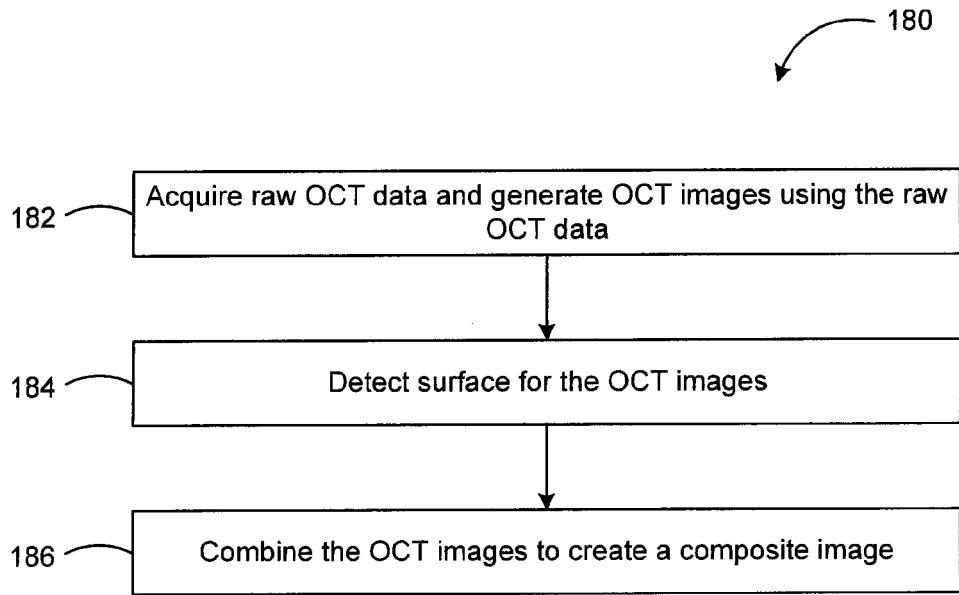 180
182
Acquire raw OCT data and generate OCT images using the raw
OCT data
184
Detect surface for the OCT images
186
Combine the OCT images to create a composite image